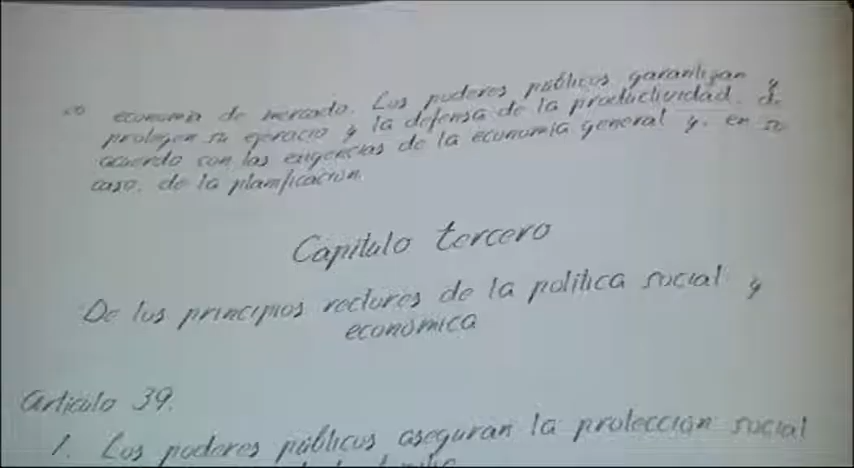 economía de mercado. Los poderes públicos garantizan y
protegen su ejercicio y la defensa de la productividad, de
acuerdo con las exigencias de la economía general y, en su
caso, de la planificación.
Capítulo tercero
De los principios rectores de la política social y
económica
Artículo 39.
1. Los poderes públicos aseguran la protección social